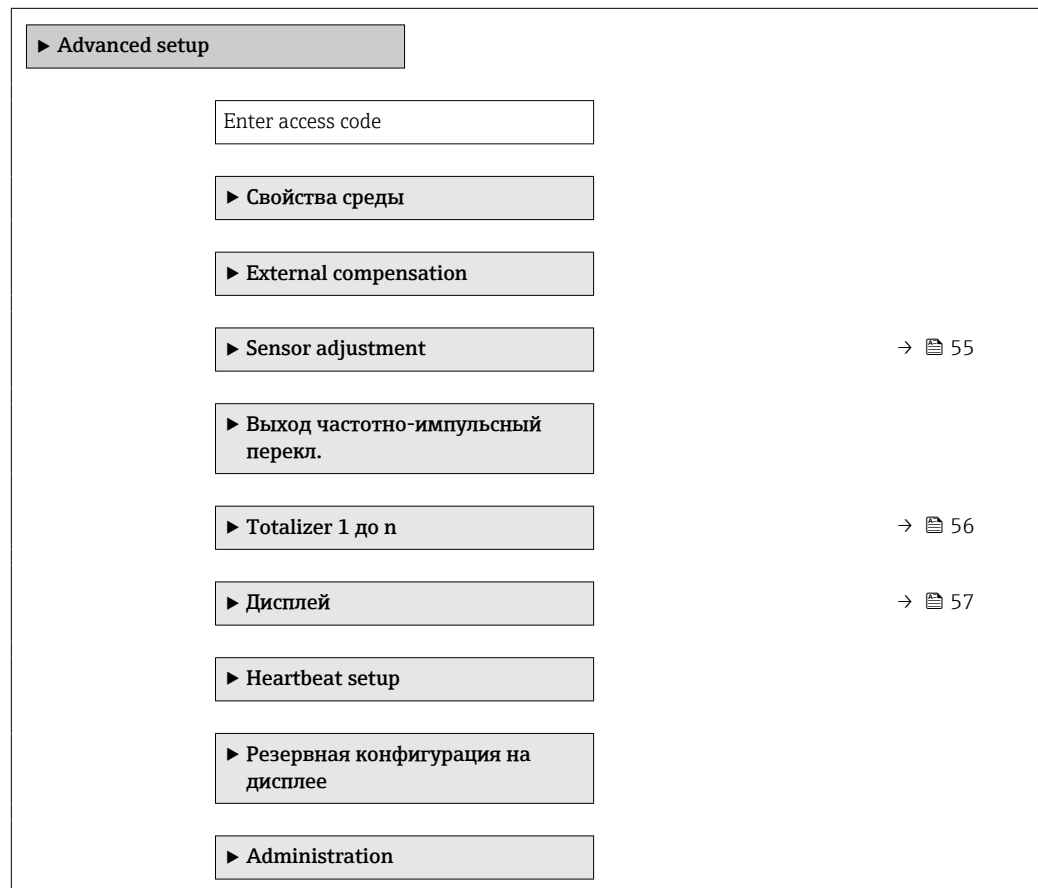 ▶ Advanced setup
Enter access code
▶ Свойства среды
▶ External compensation
▶ Sensor adjustment → 55
▶ Выход частотно-импульсный
перекл.
▶ Totalizer 1 до n → 56
▶ Дисплей → 57
▶ Heartbeat setup
▶ Резервная конфигурация на
дисплее
▶ Administration